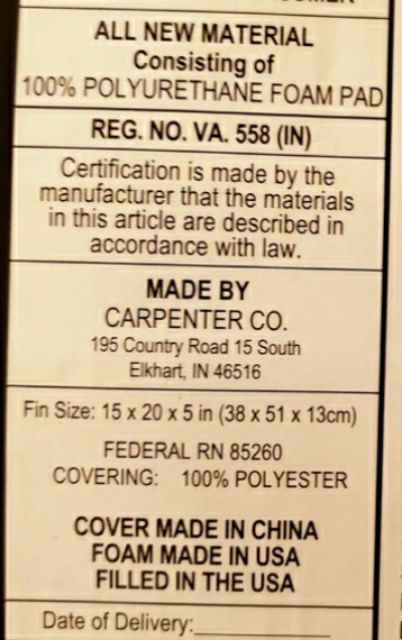 ALL NEW MATERIAL
Consisting of
100% POLYURETHANE FOAM PAD
REG. NO. VA. 558 (IN)
Certification is made by the
manufacturer that the materials
in this article are described in
accordance with law.
MADE BY
CARPENTER CO.
195 Country Road 15 South
Elkhart, IN 46516
Fin Size: 15 x 20 x 5 in (38 x 51 x 13cm)
FEDERAL RN 85260
COVERING: 100% POLYESTER
COVER MADE IN CHINA
FOAM MADE IN USA
FILLED IN THE USA
Date of Delivery: